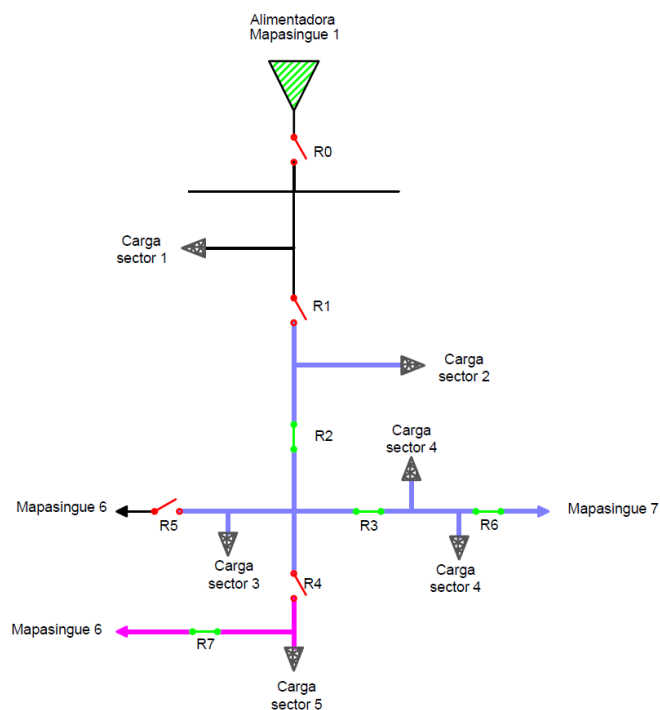 Alimentadora
Mapasingue 1
R0
Carga
sector 1
R1
Carga
sector 2
R2
Carga
sector 4
Mapasingue 6
R5
R3
R6
Mapasingue 7
Carga
sector 3
Carga
sector 4
R4
Mapasingue 6
R7
Carga
sector 5